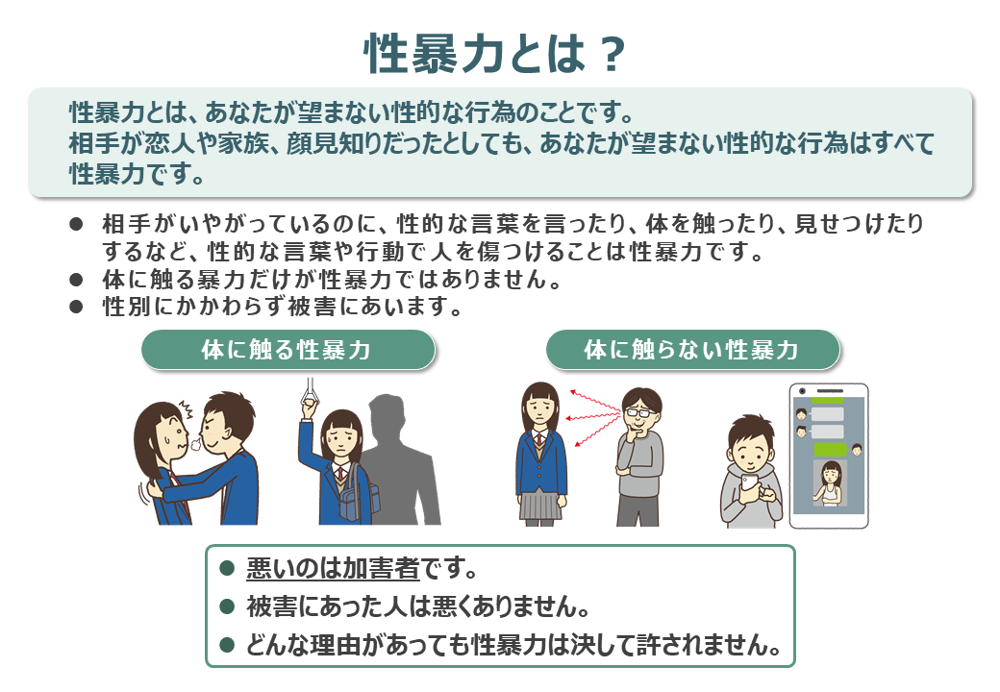 性暴力とは？
性暴力とは、あなたが望まない性的な行為のことです。
相手が恋人や家族、顔見知りだったとしても、あなたが望まない性的な行為はすべて
性暴力です。
● 相手がいやがっているのに、性的な言葉を言ったり、体を触ったり、見せつけたり
するなど、性的な言葉や行動で人を傷つけることは性暴力です。
● 体に触る暴力だけが性暴力ではありません。
● 性別にかかわらず被害にあいます。
体に触る性暴力
体に触らない性暴力
● 悪いのは加害者です。
● 被害にあった人は悪くありません。
● どんな理由があっても性暴力は決して許されません。